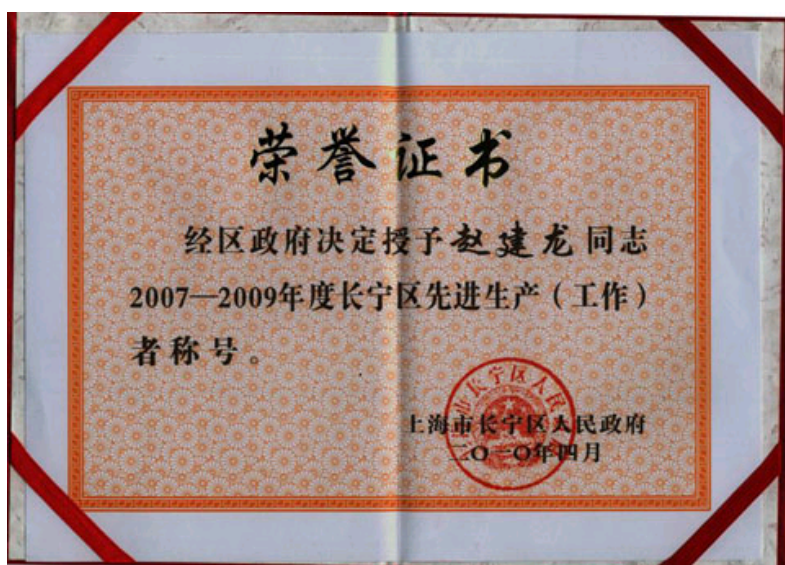 荣誉证书
经区政府决定授予赵建龙同志
2007—2009年度长宁区先进生产（工作）
者称号。
上海市长宁区人民政府
二〇一〇年四月